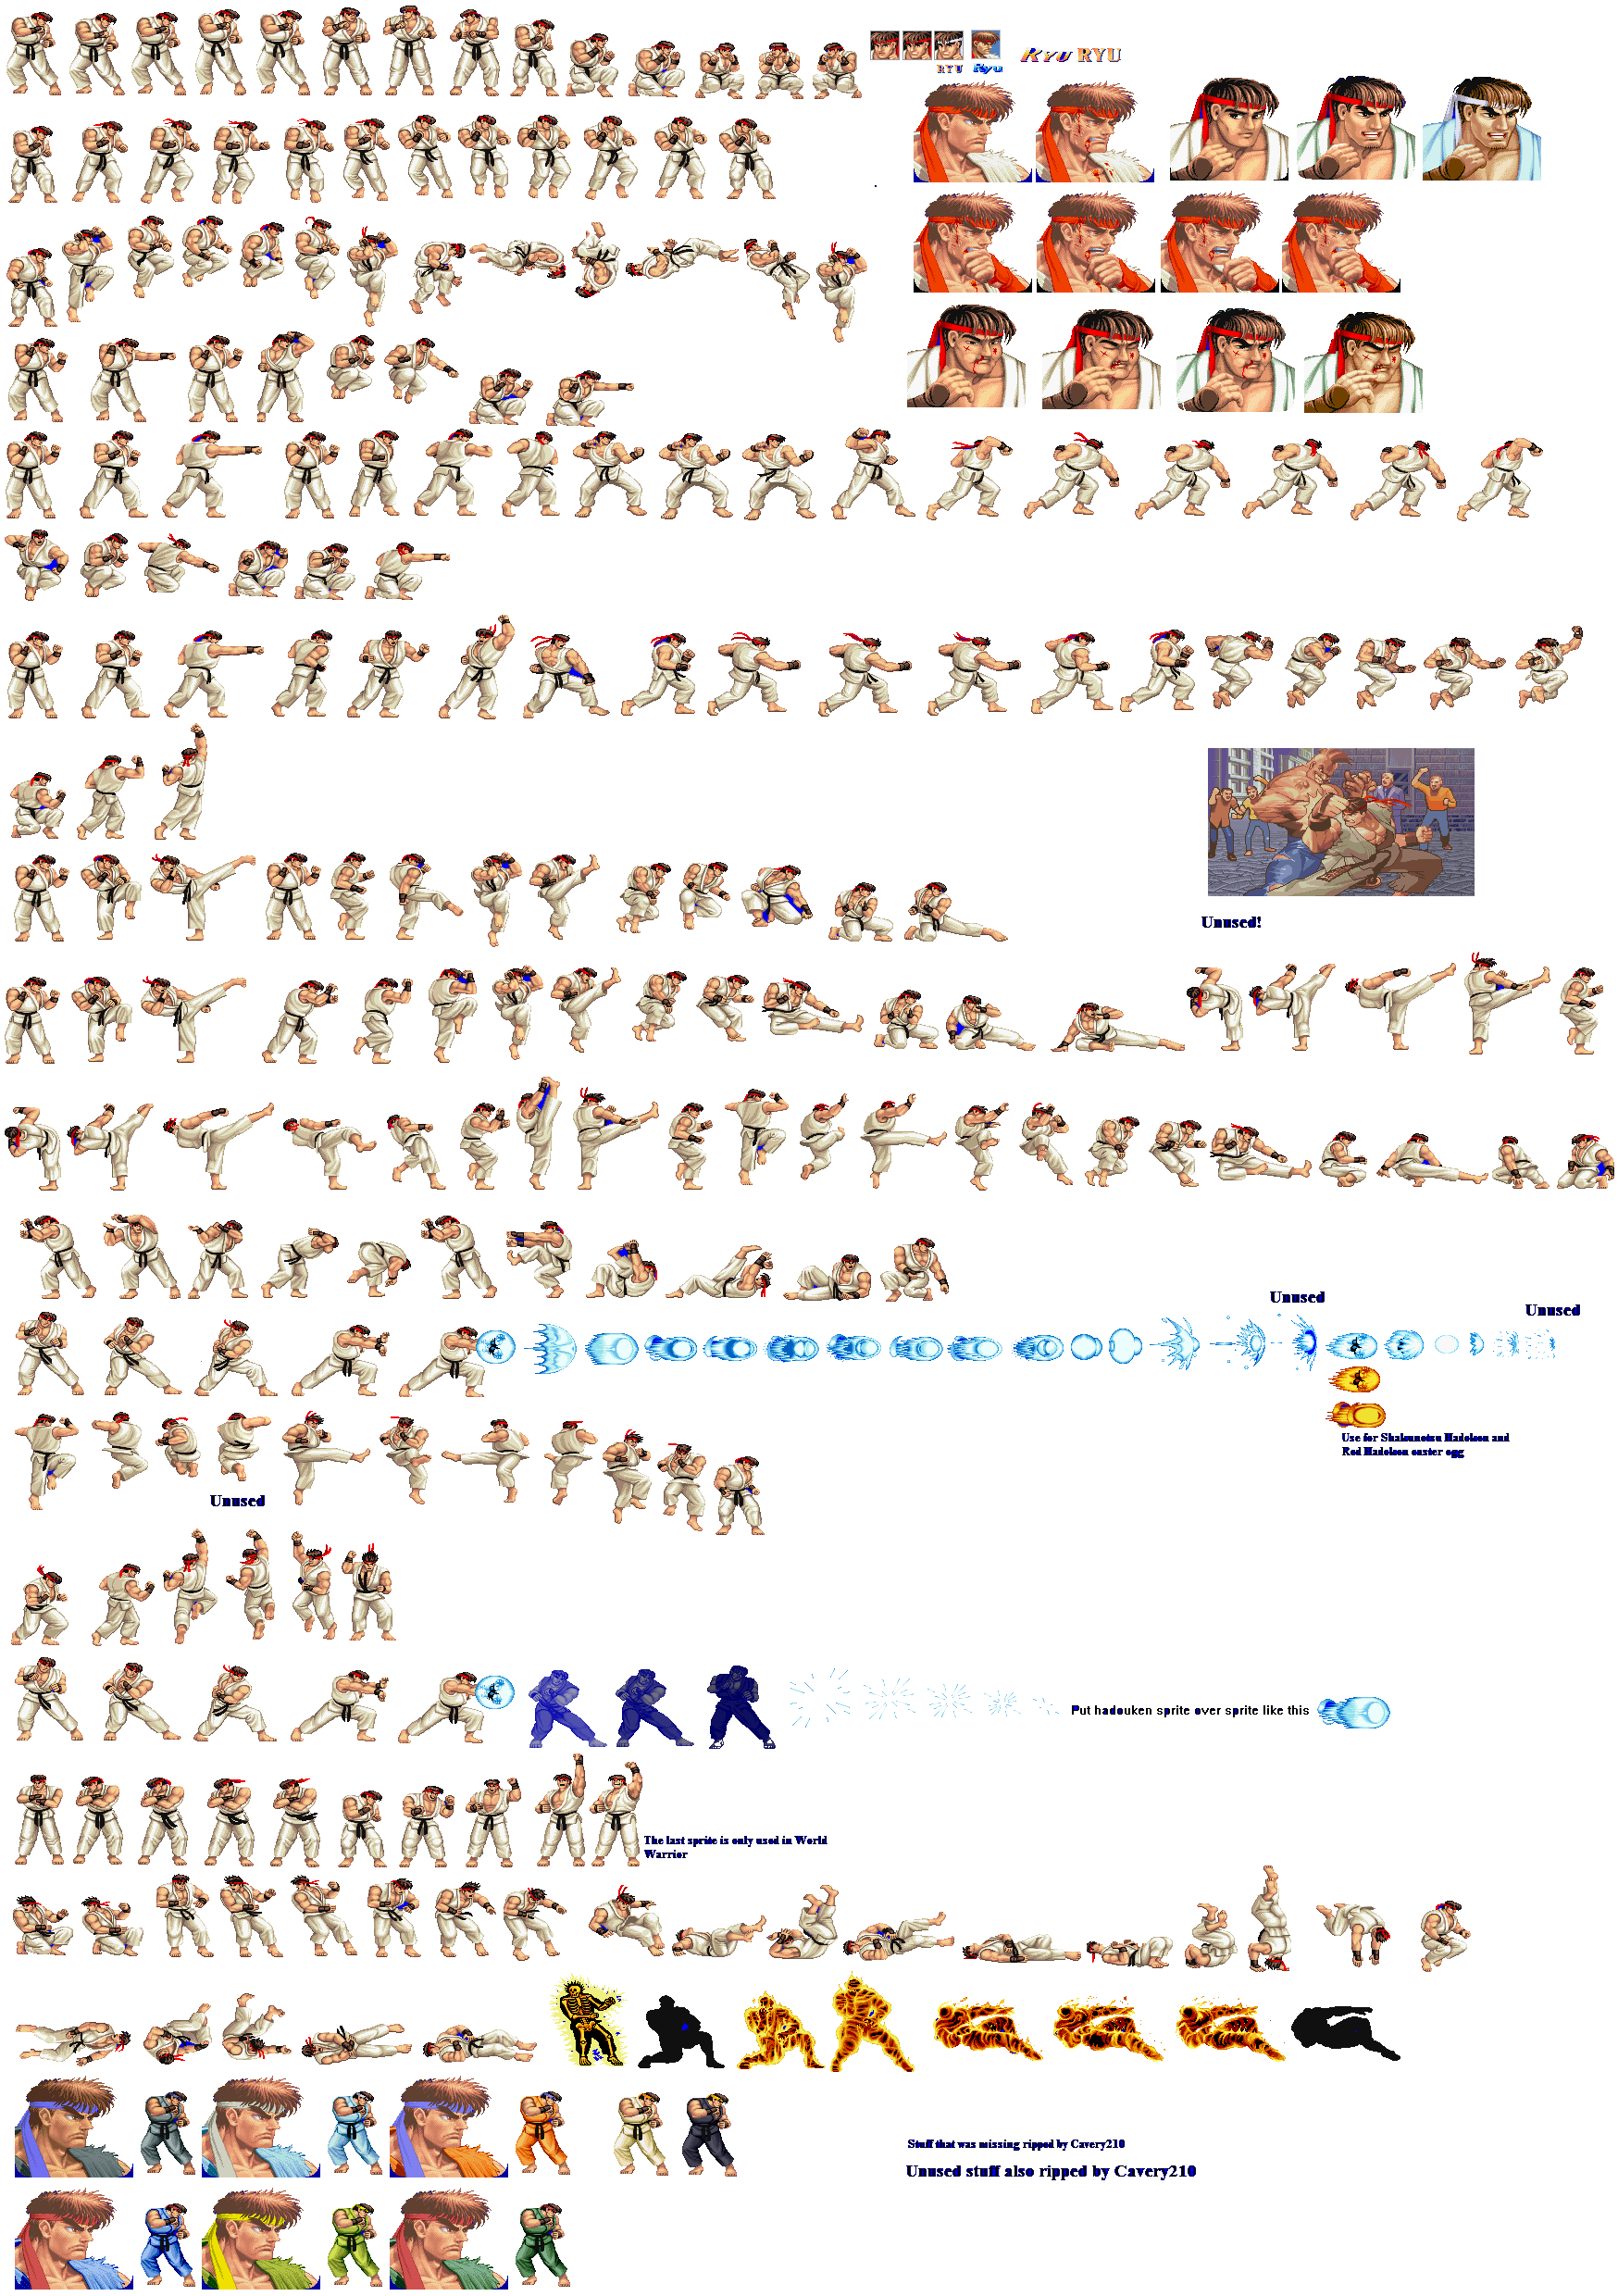 Ryu RYU
RYU Ryu
Unused!
Unused
Unused
Use for Shakunetsu Hadoken and
Red Hadoken easter egg
Unused
Put hadouken sprite over sprite like this
The last sprite is only used in World
Warrior
Stuff that was missing ripped by Cavery210
Unused stuff also ripped by Cavery210